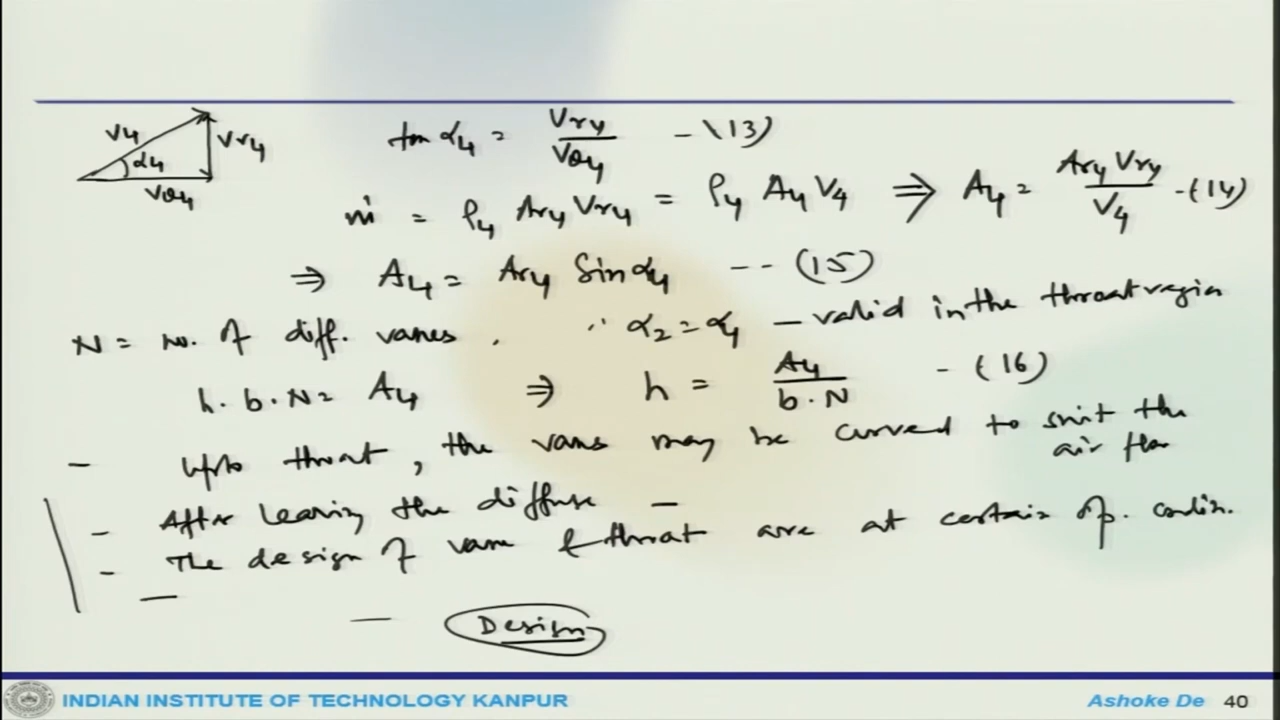 V4 α4 Vr4 Vθ4
tan α4 = Vr4 / Vθ4 - (13)
ṁ = ρ4 Ar4 Vr4 = ρ4 A4 V4 ⇒ A4 = Ar4 Vr4 / V4 - (14)
⇒ A4 = Ar4 Sin α4 -- (15)
N = no. of diff. vanes. ∵ α2 = α4 - valid in the throat region
h. b. N = A4 ⇒ h = A4 / b. N - (16)
- Upto throat, the vans may be curved to suit the
air flow
- After leaving the diffuse —
- The design of vane & throat are at certain op. condin.
Design
INDIAN INSTITUTE OF TECHNOLOGY KANPUR
Ashoke De 40